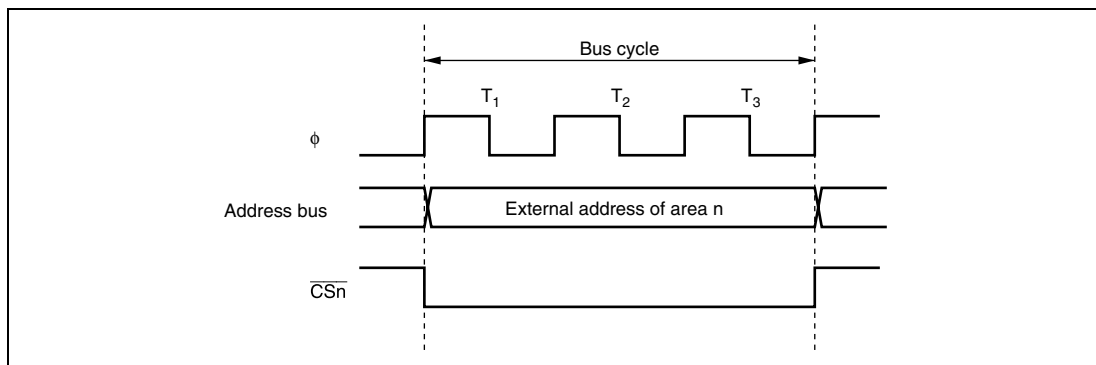 Bus cycle
T1 T2 T3
ϕ
Address bus External address of area n
CSn